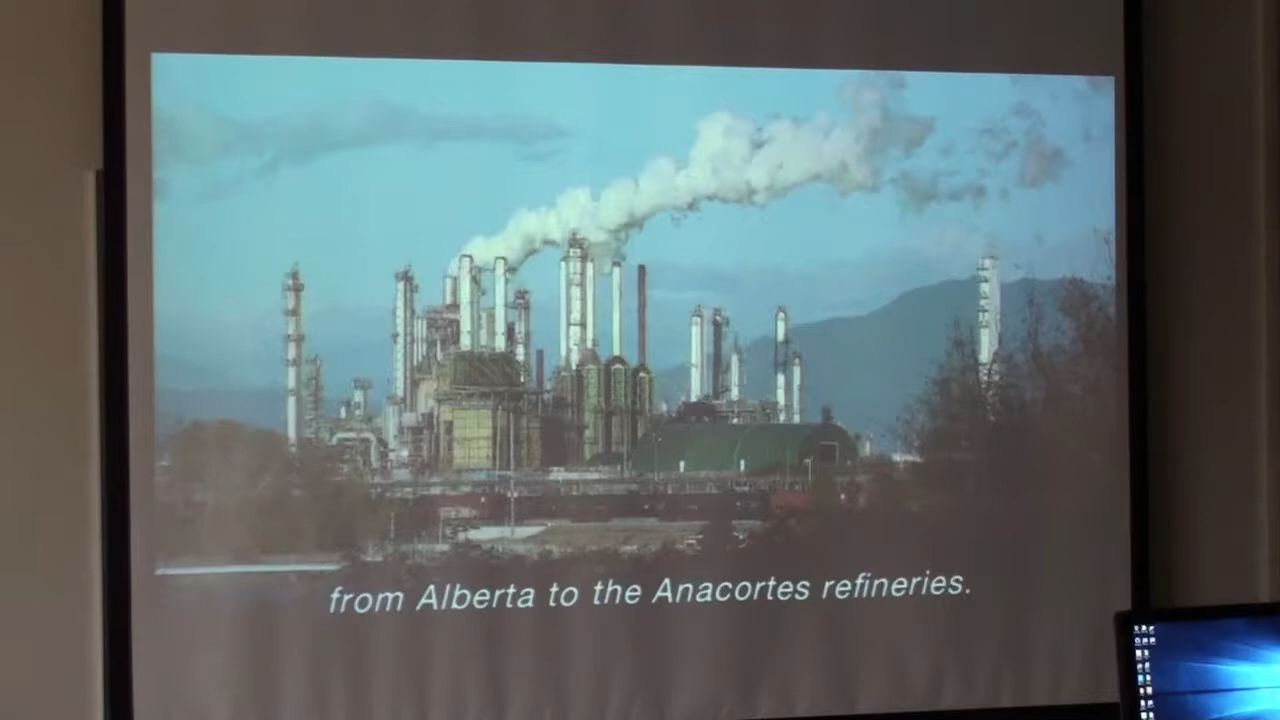 from Alberta to the Anacortes refineries.